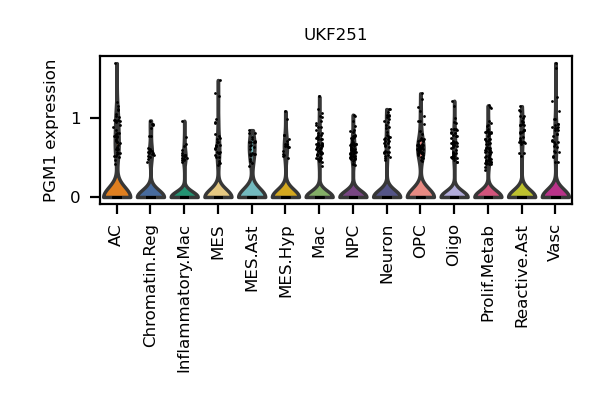 UKF251
PGM1 expression
1
0
AC
Chromatin.Reg
Inflammatory.Mac
MES
MES.Ast
MES.Hyp
Mac
NPC
Neuron
OPC
Oligo
Prolif.Metab
Reactive.Ast
Vasc